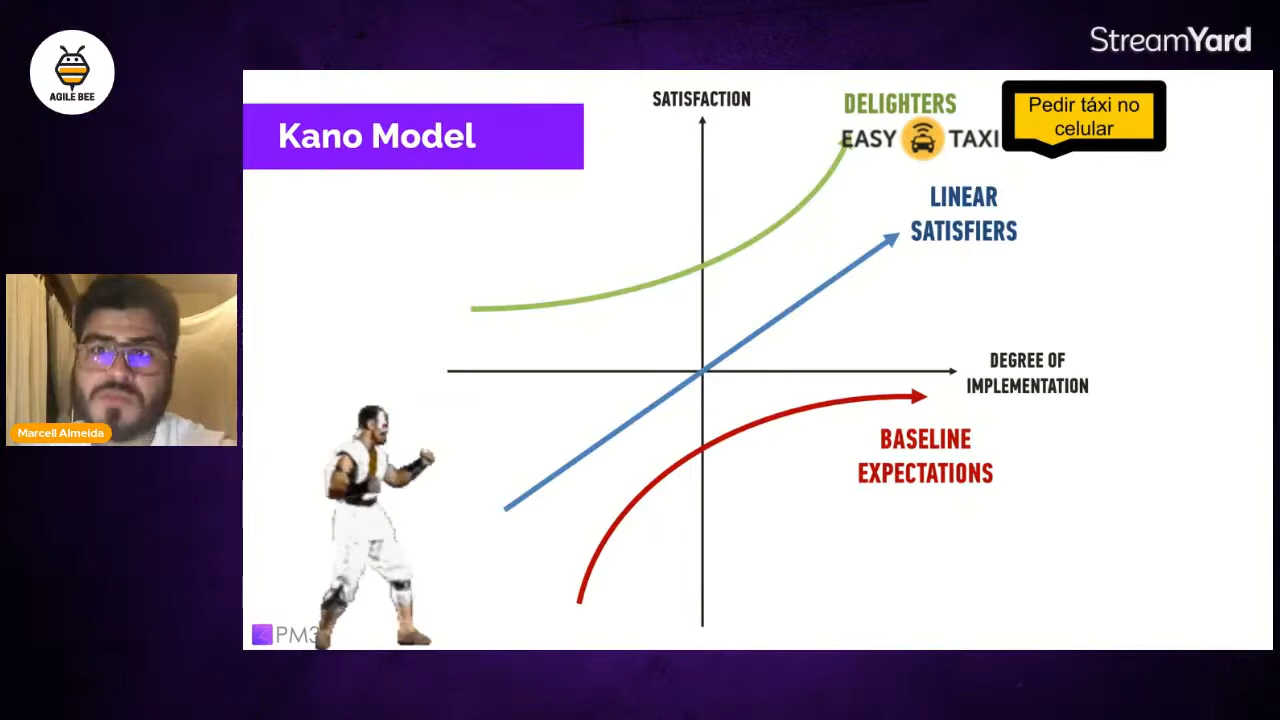 AGILE BEE
StreamYard
Kano Model
SATISFACTION
DELIGHTERS
EASY TAXI
Pedir táxi no
celular
LINEAR
SATISFIERS
DEGREE OF
IMPLEMENTATION
BASELINE
EXPECTATIONS
Marcell Almeida
PM3